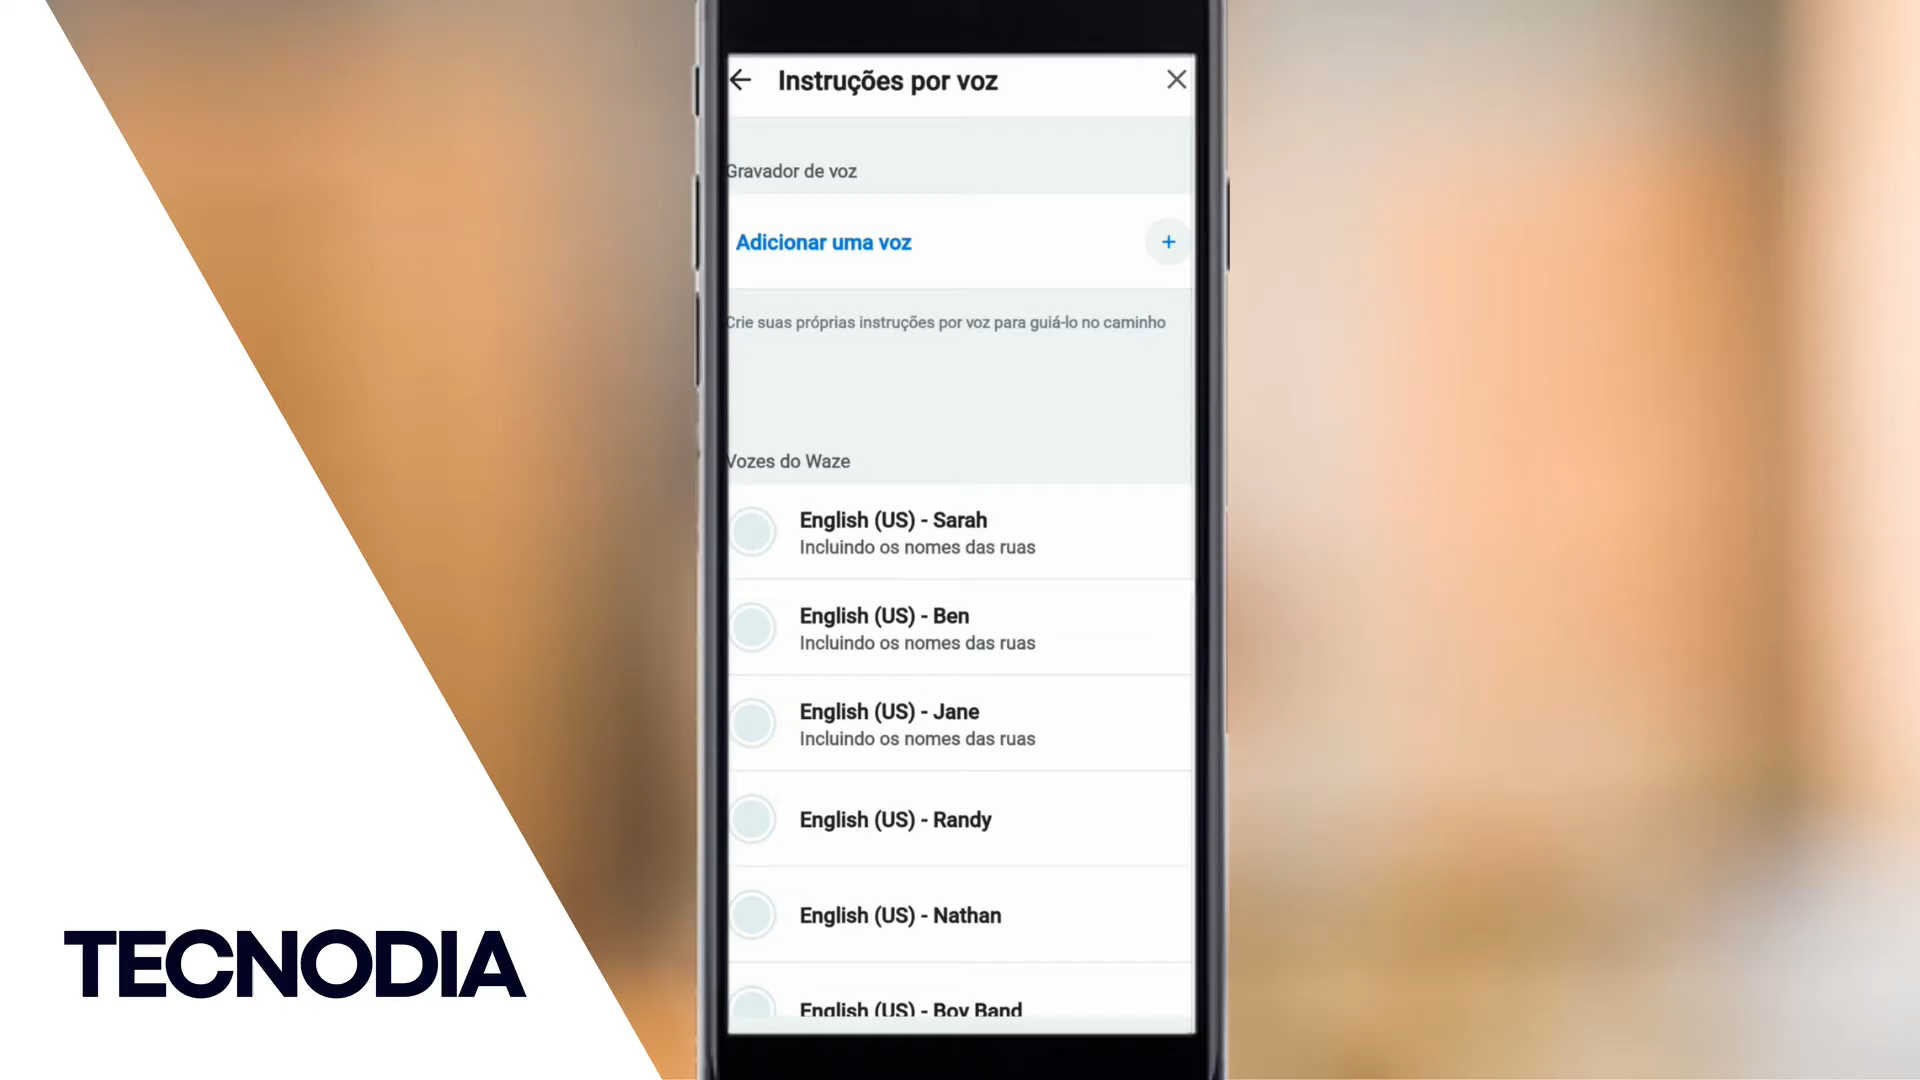 Instruções por voz
Gravador de voz
Adicionar uma voz
Crie suas próprias instruções por voz para guiá-lo no caminho
Vozes do Waze
English (US) - Sarah
Incluindo os nomes das ruas
English (US) - Ben
Incluindo os nomes das ruas
English (US) - Jane
Incluindo os nomes das ruas
English (US) - Randy
English (US) - Nathan
English (US) - Boy Band
TECNODIA